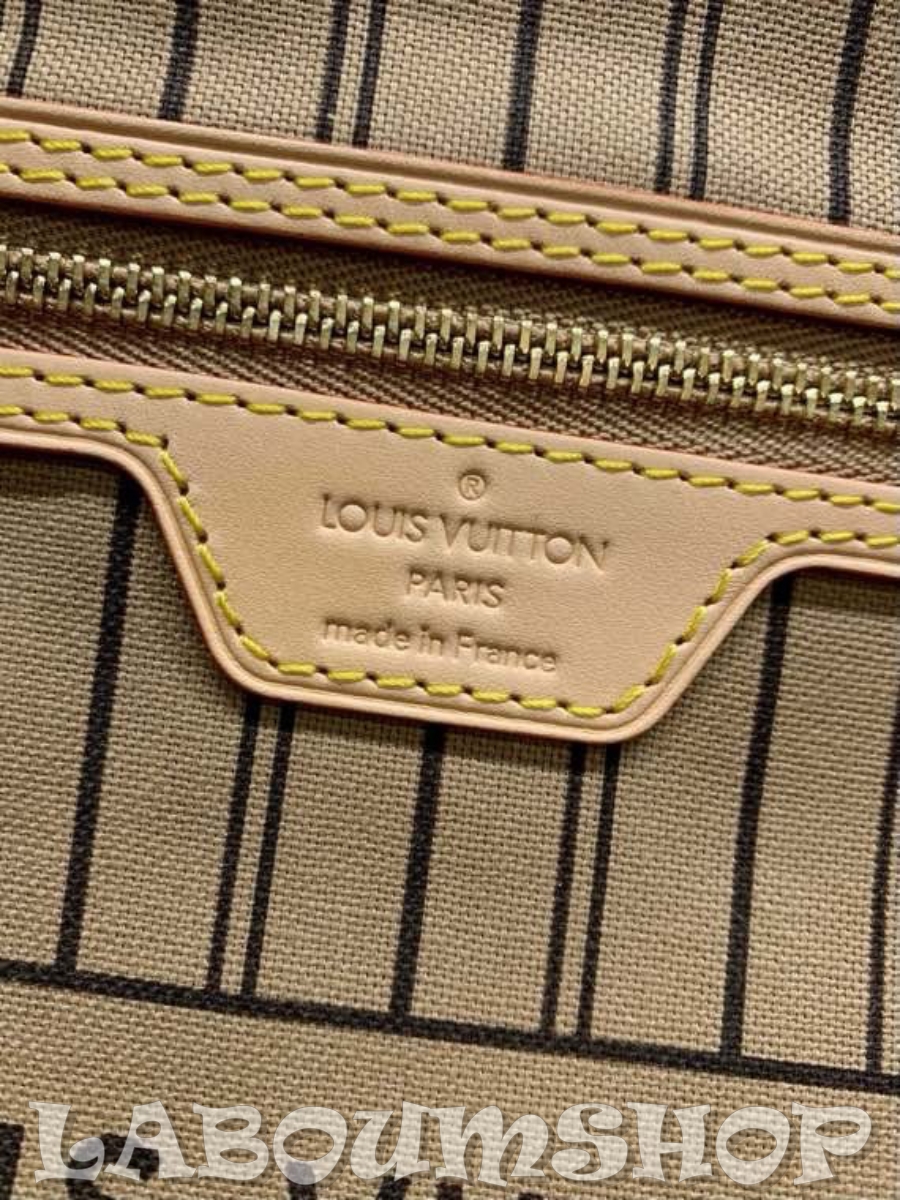 ®
LOUIS VUITTON
PARIS
made in France
LABOUMSHOP